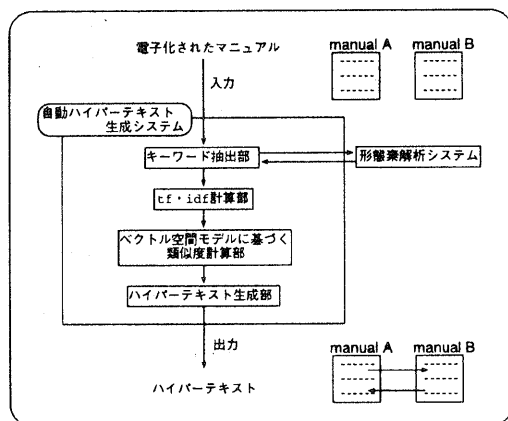 電子化されたマニュアル
manual A
manual B
入力
自動ハイパーテキスト
生成システム
キーワード抽出部
形態素解析システム
tf・idf計算部
ベクトル空間モデルに基づく
類似度計算部
ハイパーテキスト生成部
出力
manual A
manual B
ハイパーテキスト